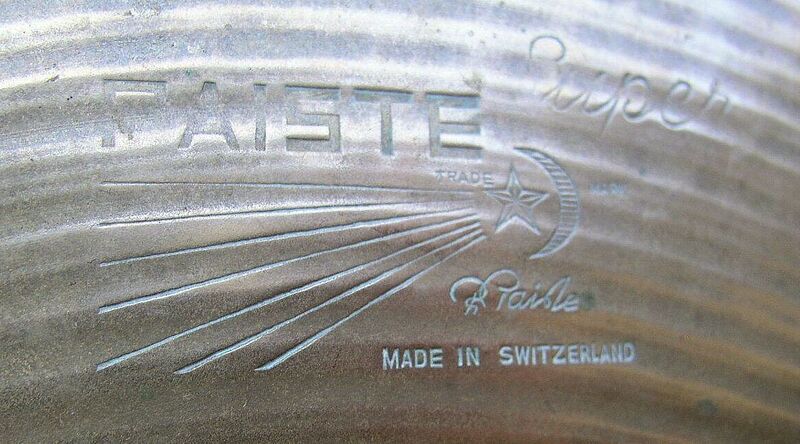 PAISTE
Super
TRADE MARK
R Paiste
MADE IN SWITZERLAND